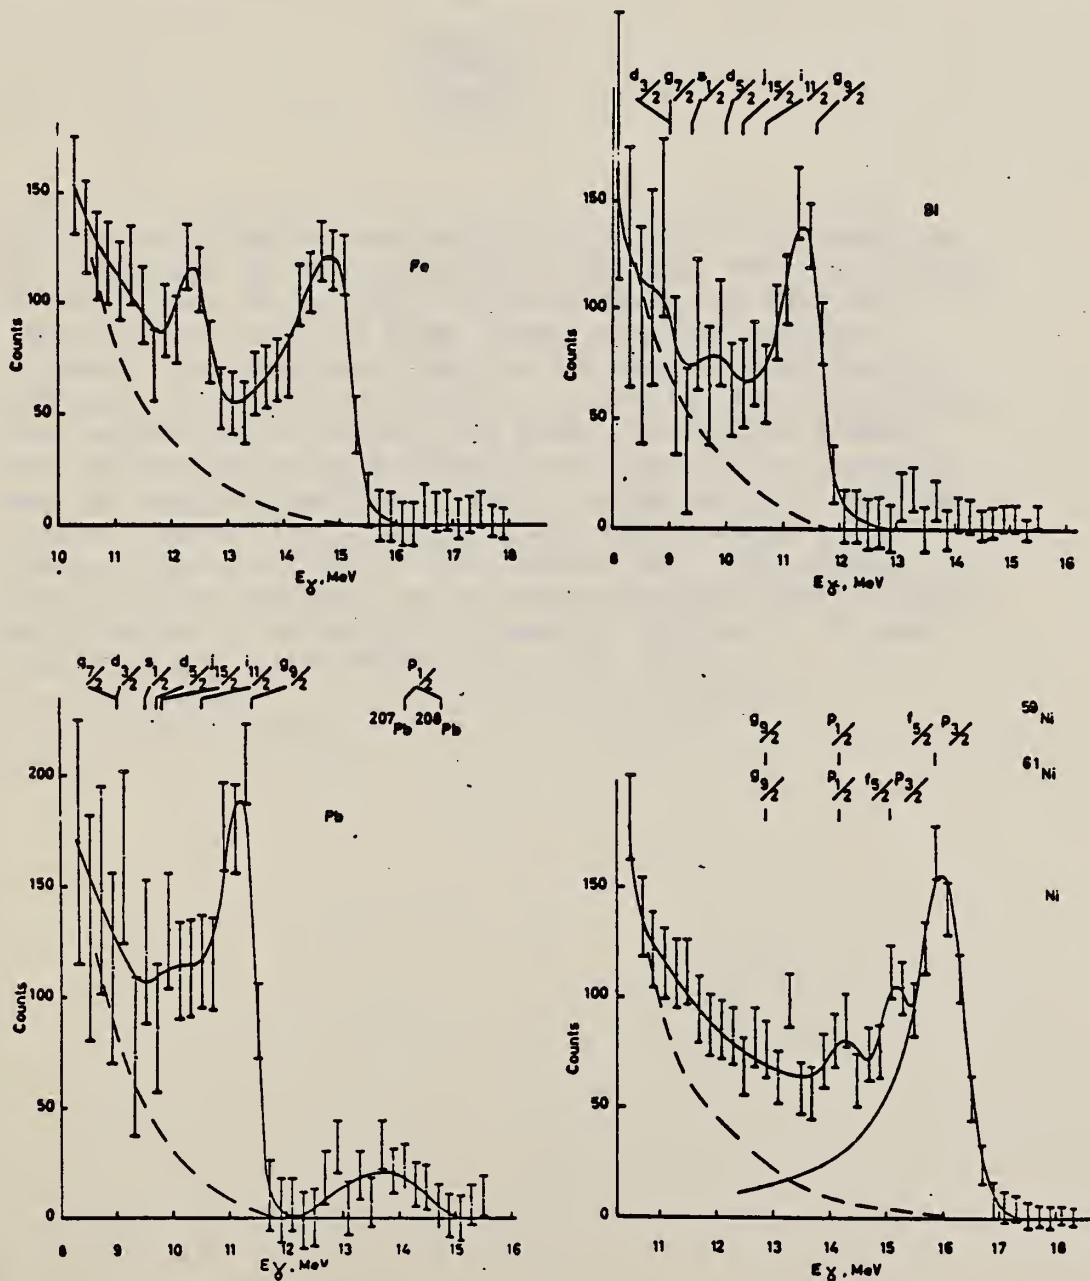 150
100
50
0
Counts
Fe
10 11 12 13 14 15 16 17 18
Eγ, MeV
d3/2 g7/2 s1/2 d5/2 j15/2 i11/2 g9/2
150
100
50
0
Counts
Bi
8 9 10 11 12 13 14 15 16
Eγ, MeV
g7/2 d3/2 s1/2 d5/2 j15/2 i11/2 g9/2
p1/2
207Pb 208Pb
200
150
100
50
0
Counts
Pb
8 9 10 11 12 13 14 15 16
Eγ, MeV
g9/2 p1/2 f5/2 p3/2 59Ni
g9/2 p1/2 f5/2 p3/2 61Ni
Ni
150
100
50
0
Counts
11 12 13 14 15 16 17 18
Eγ, MeV